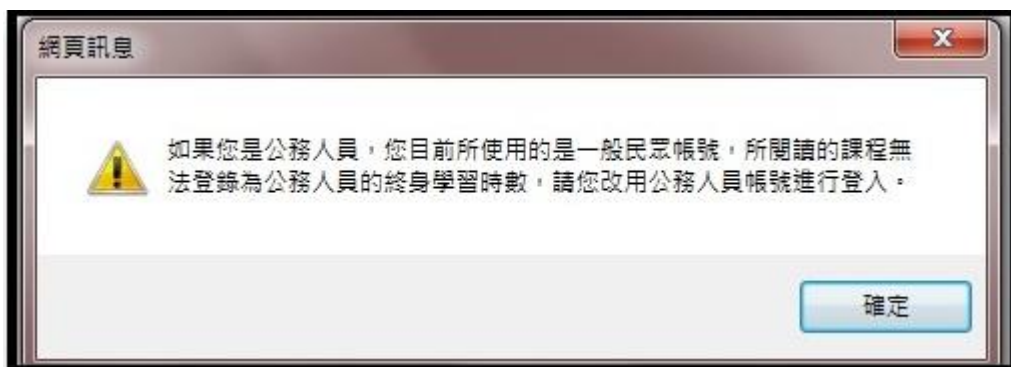 網頁訊息
如果您是公務人員，您目前所使用的是一般民眾帳號，所閱讀的課程無
法登錄為公務人員的終身學習時數，請您改用公務人員帳號進行登入。
確定